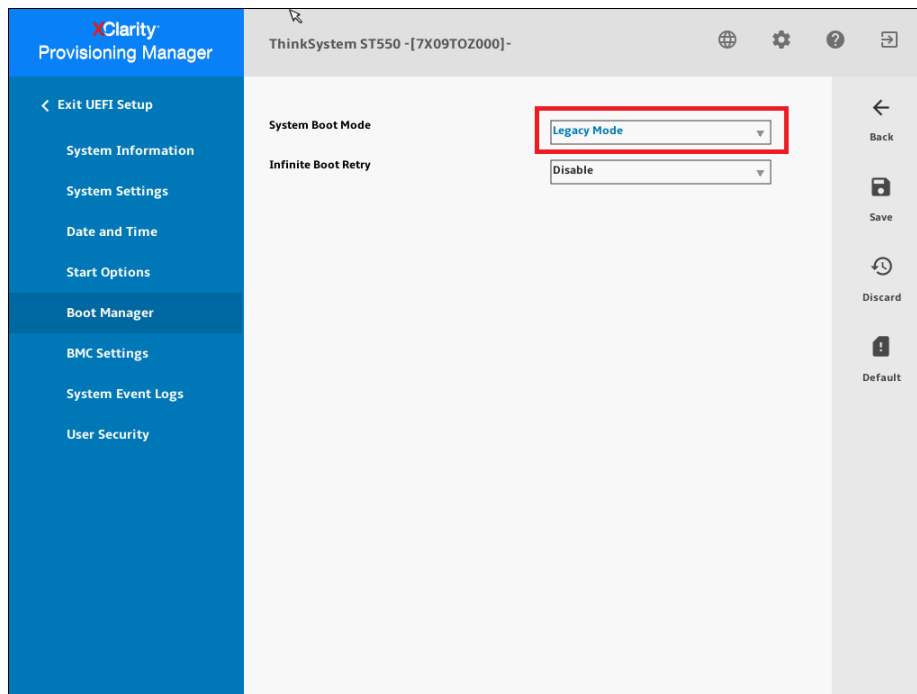 XClarity
Provisioning Manager
ThinkSystem ST550 -[7X09TOZ000]-
Exit UEFI Setup
System Information
System Settings
Date and Time
Start Options
Boot Manager
BMC Settings
System Event Logs
User Security
System Boot Mode
Legacy Mode
Infinite Boot Retry
Disable
Back
Save
Discard
Default